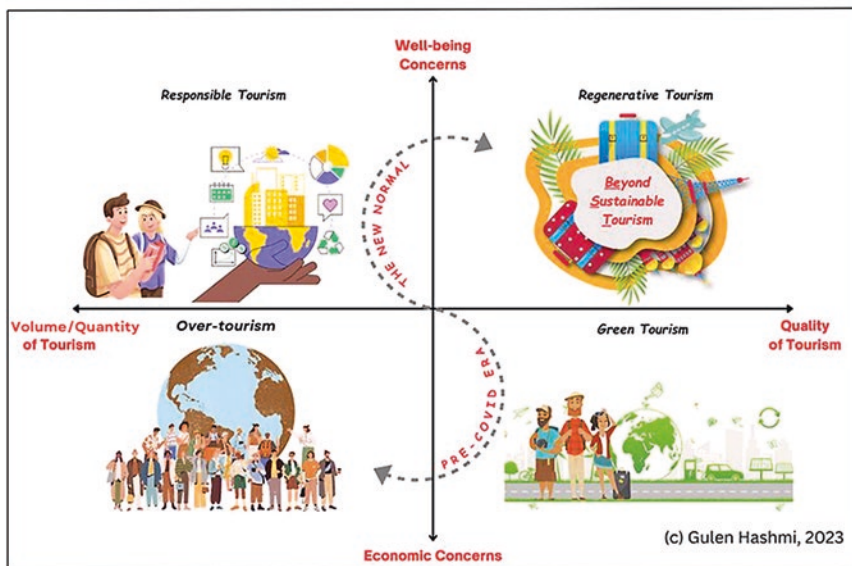 Well-being
Concerns
Responsible Tourism
Regenerative Tourism
THE NEW NORMAL
Beyond
Sustainable
Tourism
Volume/Quantity
of Tourism
Over-tourism
Green Tourism
Quality
of Tourism
PRE-COVID ERA
(c) Gulen Hashmi, 2023
Economic Concerns